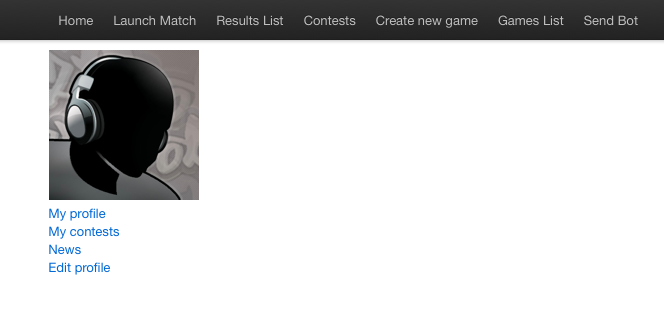 Home Launch Match Results List Contests Create new game Games List Send Bot
My profile
My contests
News
Edit profile